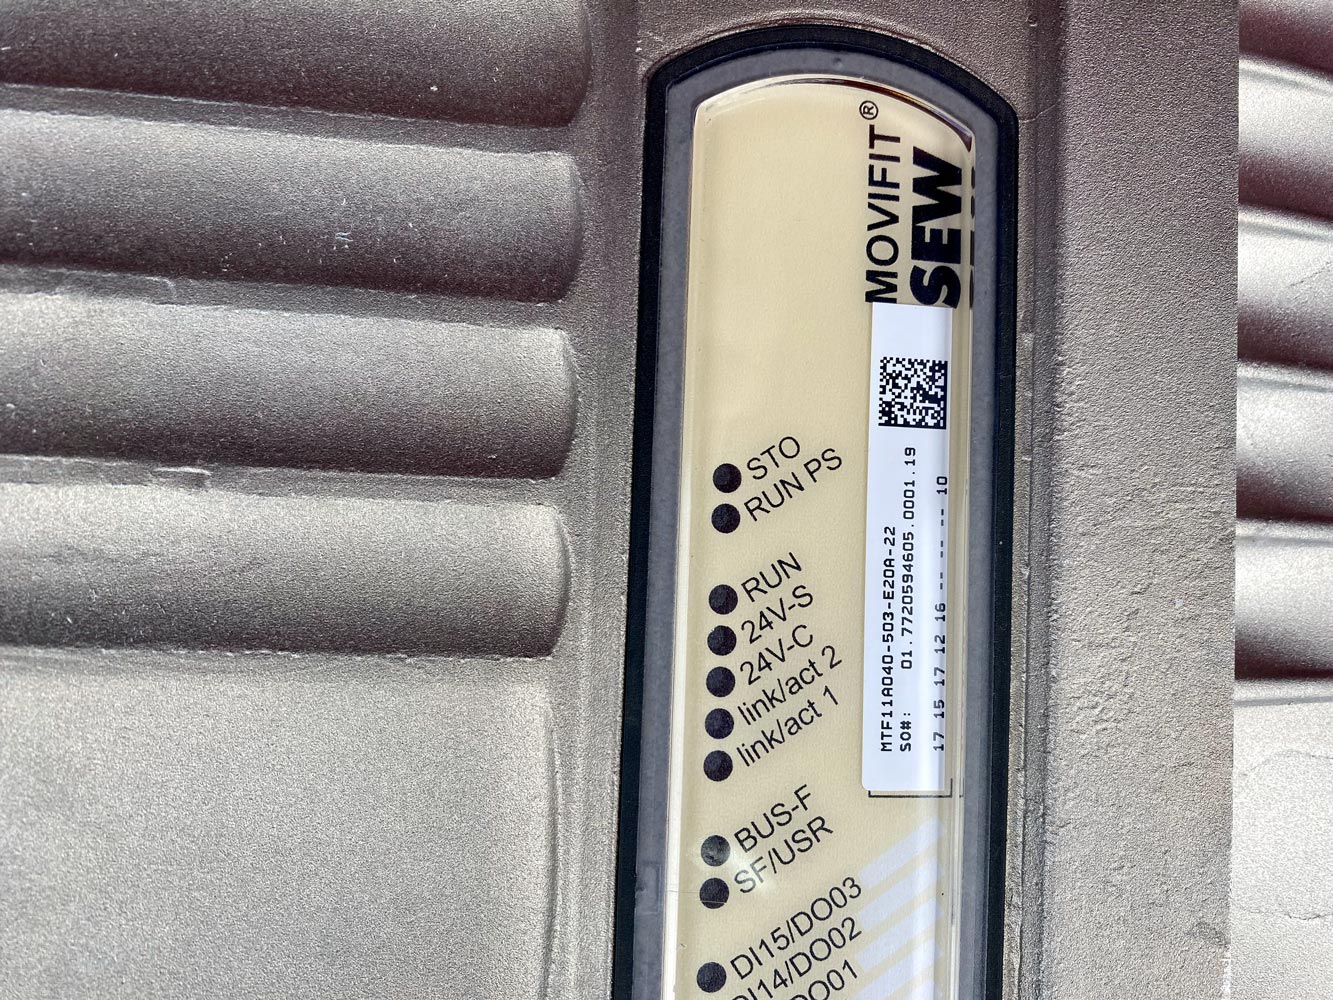 MOVIFIT®
SEW
STO
RUN PS
RUN
24V-S
24V-C
link/act 2
link/act 1
BUS-F
SF/USR
DI15/DO03
DI14/DO02
DO01
MTF11A040-503-E20A-22
SO#: 01.7720594605.0001.19
17 15 17 12 16 -- -- -- -- 10